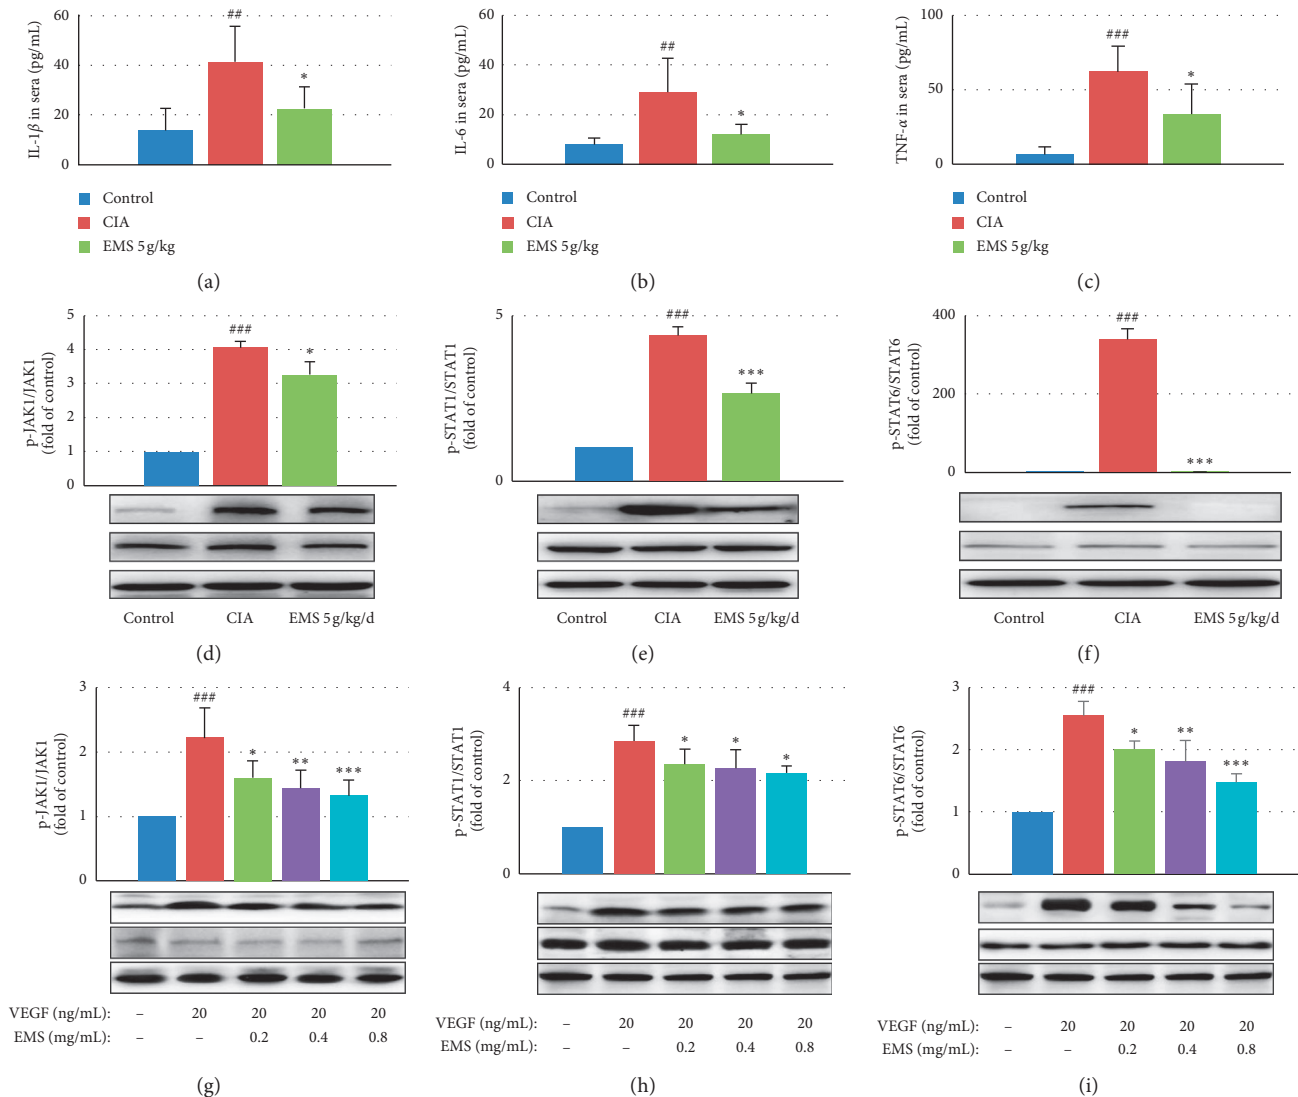 60
40
20
0
IL-1β in sera (pg/mL)
##
*
Control
CIA
EMS 5 g/kg
(a)
60
40
20
0
IL-6 in sera (pg/mL)
##
*
(b)
100
50
0
TNF-α in sera (pg/mL)
###
*
Control
CIA
EMS 5 g/kg
(c)
5
4
3
2
1
0
p-JAK1/JAK1
(fold of control)
###
*
Control CIA EMS 5 g/kg/d
(d)
5
0
p-STAT1/STAT1
(fold of control)
###
***
Control CIA EMS 5 g/kg/d
(e)
400
200
0
p-STAT6/STAT6
(fold of control)
###
***
Control CIA EMS 5 g/kg/d
(f)
3
2
1
0
p-JAK1/JAK1
(fold of control)
###
*
**
***
VEGF (ng/mL): – 20 20 20 20
EMS (mg/mL): – – 0.2 0.4 0.8
(g)
4
2
0
p-STAT1/STAT1
(fold of control)
###
*
*
*
VEGF (ng/mL): – 20 20 20 20
EMS (mg/mL): – – 0.2 0.4 0.8
(h)
3
2
1
0
p-STAT6/STAT6
(fold of control)
###
*
**
***
VEGF (ng/mL): – 20 20 20 20
EMS (mg/mL): – – 0.2 0.4 0.8
(i)